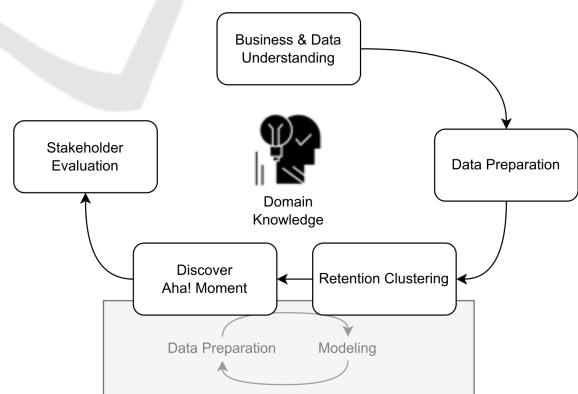 Business & Data
Understanding
Stakeholder
Evaluation
Data Preparation
Domain
Knowledge
Discover
Aha! Moment
Retention Clustering
Data Preparation
Modeling